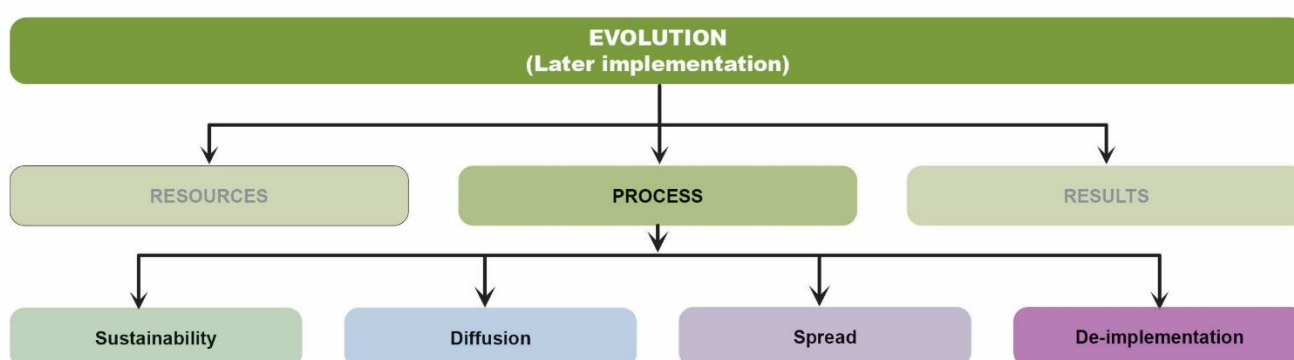 EVOLUTION
(Later implementation)
RESOURCES
PROCESS
RESULTS
Sustainability
Diffusion
Spread
De-implementation